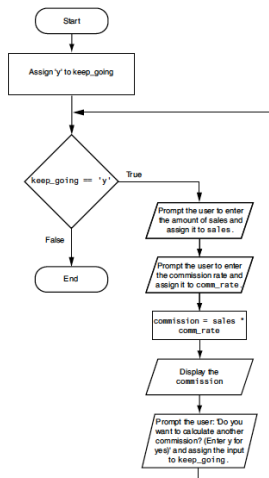 Start
Assign 'y' to keep_going
keep_going == 'y'
True
False
End
Prompt the user to enter
the amount of sales and
assign it to sales.
Prompt the user to enter
the commission rate and
assign it to comm_rate.
commission = sales *
comm_rate
Display the
commission
Prompt the user: 'Do you
want to calculate another
commission? (Enter y for
yes)' and assign the input
to keep_going.